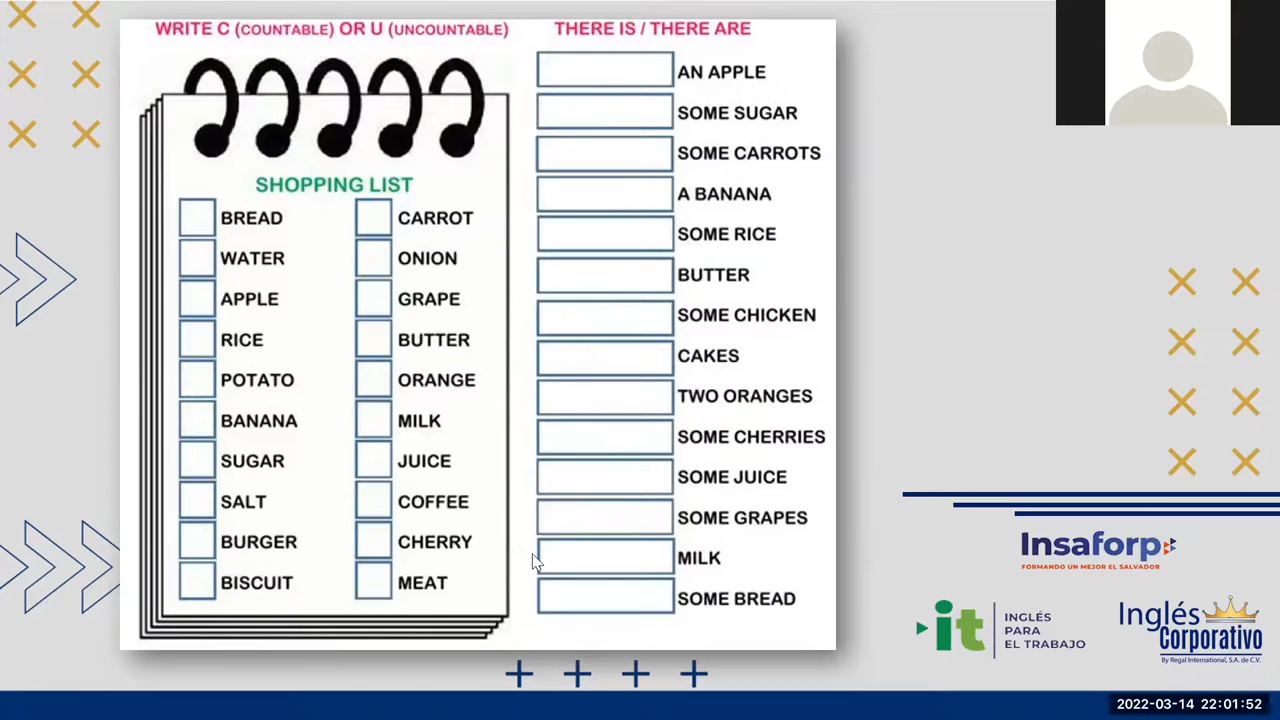 WRITE C (COUNTABLE) OR U (UNCOUNTABLE)
SHOPPING LIST
BREAD
WATER
APPLE
RICE
POTATO
BANANA
SUGAR
SALT
BURGER
BISCUIT
CARROT
ONION
GRAPE
BUTTER
ORANGE
MILK
JUICE
COFFEE
CHERRY
MEAT
THERE IS / THERE ARE
AN APPLE
SOME SUGAR
SOME CARROTS
A BANANA
SOME RICE
BUTTER
SOME CHICKEN
CAKES
TWO ORANGES
SOME CHERRIES
SOME JUICE
SOME GRAPES
MILK
SOME BREAD
Insaforp
FORMANDO UN MEJOR EL SALVADOR
it
INGLÉS
PARA
EL TRABAJO
Inglés
Corporativo
By Regal International, S.A. de C.V.
2022-03-14 22:01:52